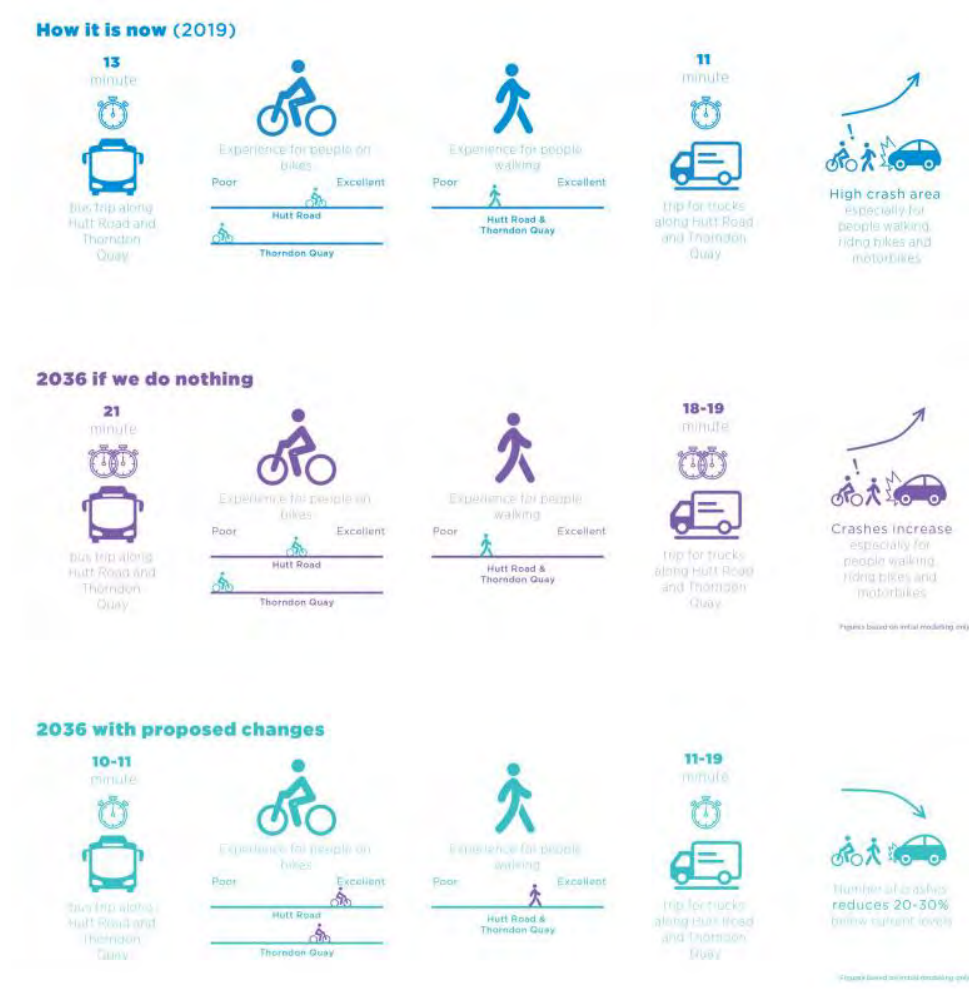 How it is now (2019)
13
minute
bus trip along
Hutt Road and
Thorndon
Quay
Experience for people on
bikes
Poor Excellent
Hutt Road
Thorndon Quay
Experience for people
walking
Poor Excellent
Hutt Road &
Thorndon Quay
11
minute
trip for trucks
along Hutt Road
and Thorndon
Quay
!
High crash area
especially for
people walking,
riding bikes and
motorbikes
2036 if we do nothing
21
minute
bus trip along
Hutt Road and
Thorndon
Quay
Experience for people on
bikes
Poor Excellent
Hutt Road
Thorndon Quay
Experience for people
walking
Poor Excellent
Hutt Road &
Thorndon Quay
18-19
minute
trip for trucks
along Hutt Road
and Thorndon
Quay
!
Crashes increase
especially for
people walking,
riding bikes and
motorbikes
Figures based on initial modelling only
2036 with proposed changes
10-11
minute
bus trip along
Hutt Road and
Thorndon
Quay
Experience for people on
bikes
Poor Excellent
Hutt Road
Thorndon Quay
Experience for people
walking
Poor Excellent
Hutt Road &
Thorndon Quay
11-19
minute
trip for trucks
along Hutt Road
and Thorndon
Quay
Number of crashes
reduces 20-30%
below current levels
Figures based on initial modelling only